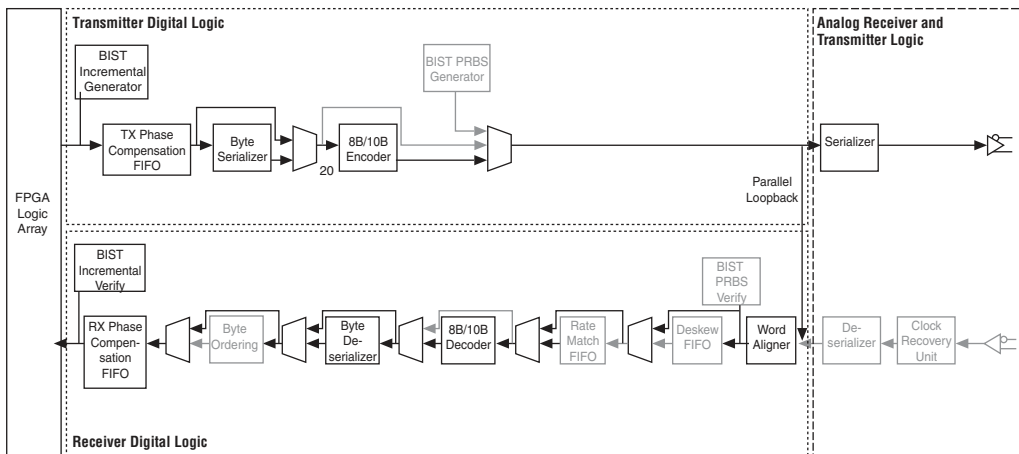 Transmitter Digital Logic
Analog Receiver and
Transmitter Logic
BIST
Incremental
Generator
BIST PRBS
Generator
TX Phase
Compensation
FIFO
Byte
Serializer
20
8B/10B
Encoder
Serializer
Parallel
Loopback
FPGA
Logic
Array
BIST
Incremental
Verify
BIST
PRBS
Verify
RX Phase
Compen-
sation
FIFO
Byte
Ordering
Byte
De-
serializer
8B/10B
Decoder
Rate
Match
FIFO
Deskew
FIFO
Word
Aligner
De-
serializer
Clock
Recovery
Unit
Receiver Digital Logic